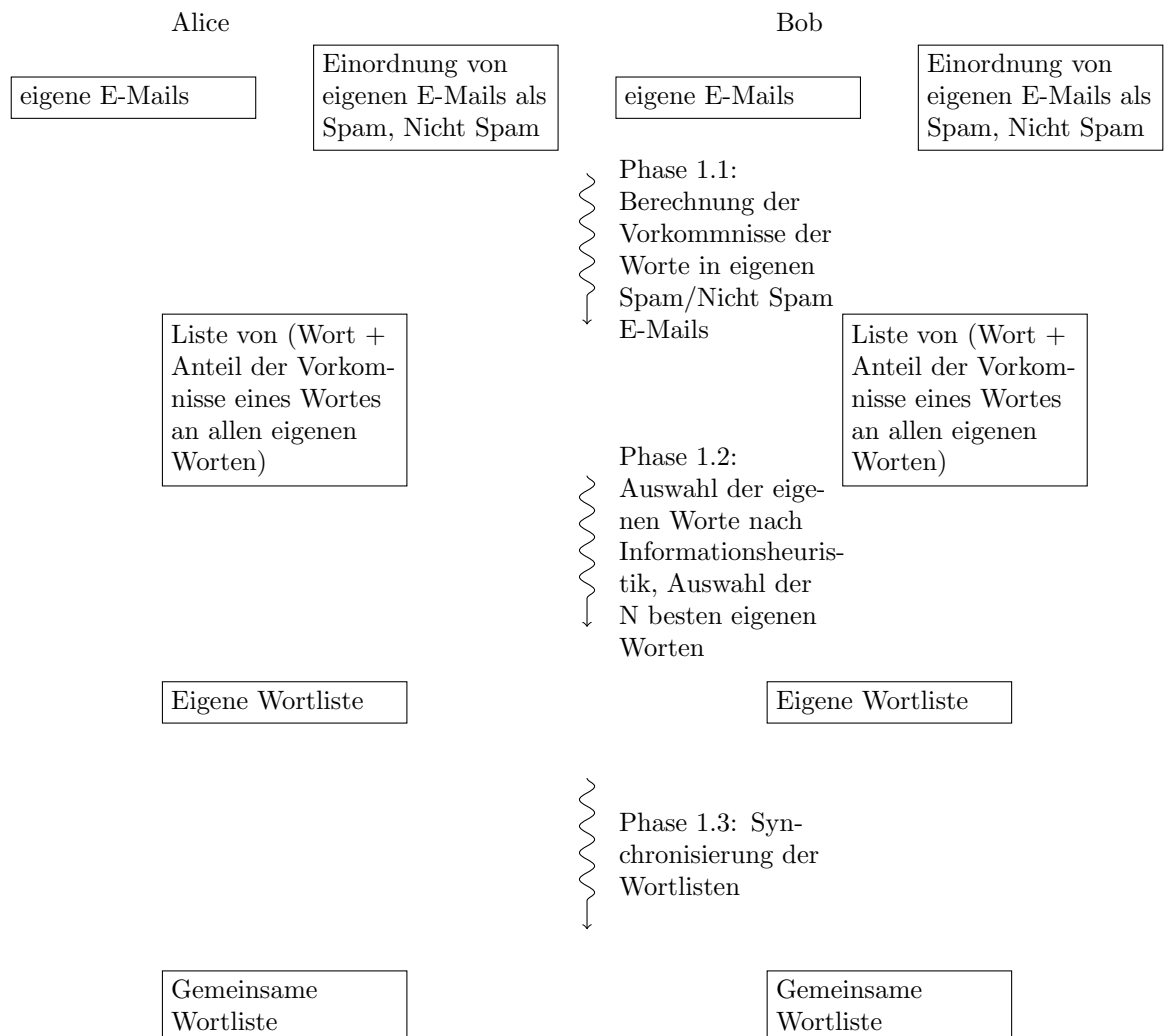 Alice
Bob
eigene E-Mails
Einordnung von
eigenen E-Mails als
Spam, Nicht Spam
eigene E-Mails
Einordnung von
eigenen E-Mails als
Spam, Nicht Spam
Phase 1.1:
Berechnung der
Vorkommnisse der
Worte in eigenen
Spam/Nicht Spam
E-Mails
Liste von (Wort +
Anteil der Vorkom-
nisse eines Wortes
an allen eigenen
Worten)
Liste von (Wort +
Anteil der Vorkom-
nisse eines Wortes
an allen eigenen
Worten)
Phase 1.2:
Auswahl der eige-
nen Worte nach
Informationsheuris-
tik, Auswahl der
N besten eigenen
Worten
Eigene Wortliste
Eigene Wortliste
Phase 1.3: Syn-
chronisierung der
Wortlisten
Gemeinsame
Wortliste
Gemeinsame
Wortliste